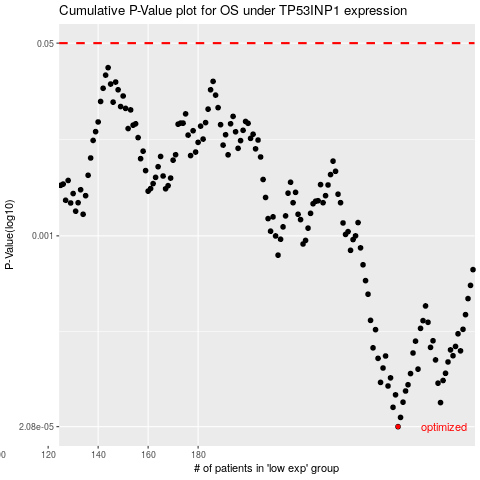 Cumulative P-Value plot for OS under TP53INP1 expression
P-Value(log10)
0.05
0.001
2.08e-05
optimized
00 120 140 160 180
# of patients in 'low exp' group